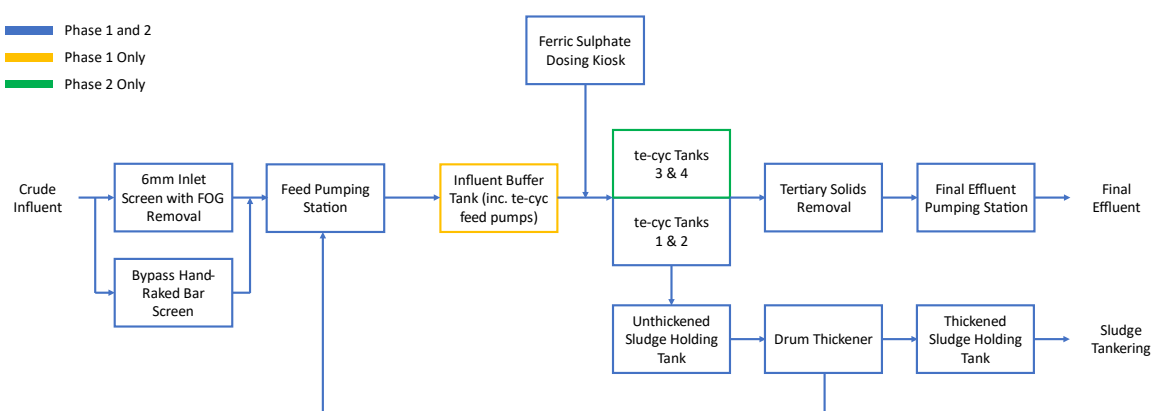 Phase 1 and 2
Phase 1 Only
Phase 2 Only
Ferric Sulphate
Dosing Kiosk
Crude
Influent
6mm Inlet
Screen with FOG
Removal
Bypass Hand-
Raked Bar
Screen
Feed Pumping
Station
Influent Buffer
Tank (inc. te-cyc
feed pumps)
te-cyc Tanks
3 & 4
te-cyc Tanks
1 & 2
Tertiary Solids
Removal
Final Effluent
Pumping Station
Final
Effluent
Unthickened
Sludge Holding
Tank
Drum Thickener
Thickened
Sludge Holding
Tank
Sludge
Tankering